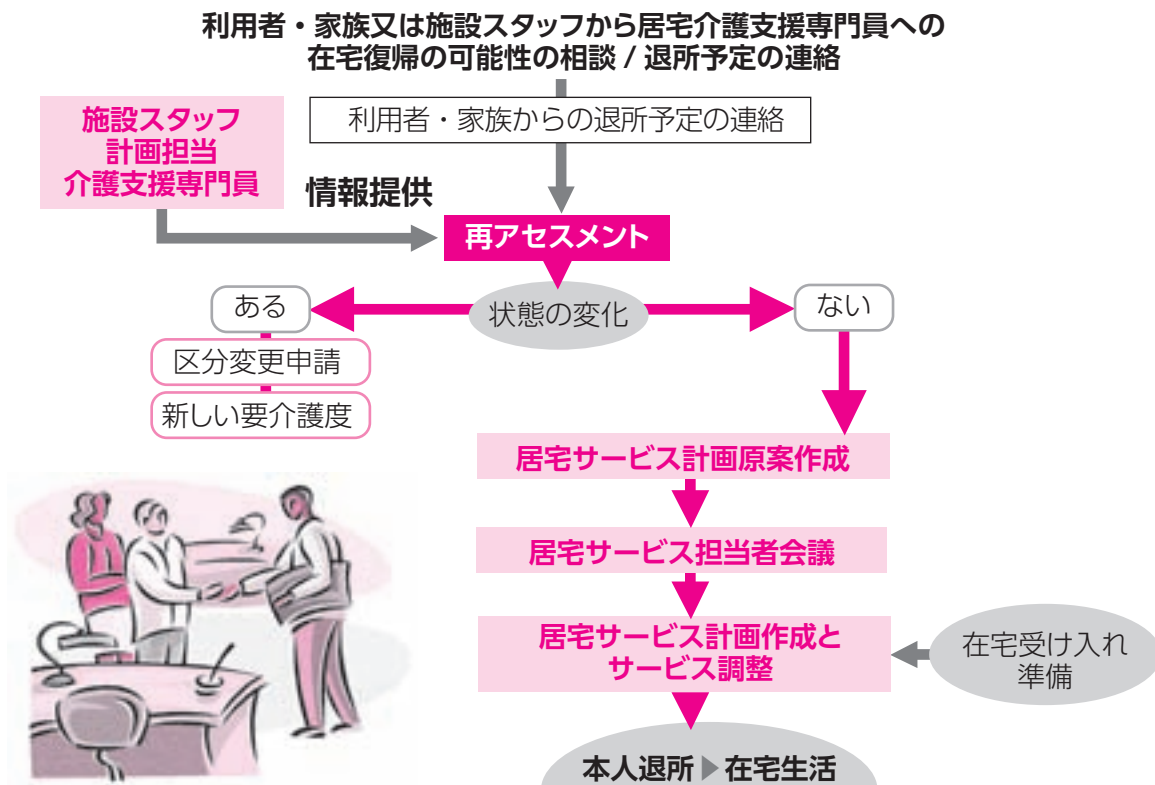 利用者・家族又は施設スタッフから居宅介護支援専門員への
在宅復帰の可能性の相談 / 退所予定の連絡
利用者・家族からの退所予定の連絡
施設スタッフ
計画担当
介護支援専門員
情報提供
再アセスメント
状態の変化
ある
ない
区分変更申請
新しい要介護度
居宅サービス計画原案作成
居宅サービス担当者会議
居宅サービス計画作成と
サービス調整
在宅受け入れ
準備
本人退所▶在宅生活